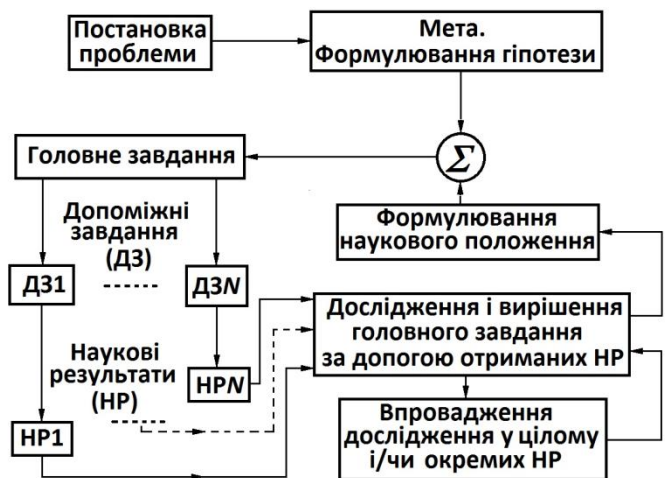 Постановка
проблеми
Мета.
Формулювання гіпотези
Головне завдання
Σ
Допоміжні
завдання
(ДЗ)
Формулювання
наукового положення
ДЗ1
ДЗN
Дослідження і вирішення
головного завдання
за допогою отриманих НР
Наукові
результати
(НР)
НРN
НР1
Впровадження
дослідження у цілому
і/чи окремих НР